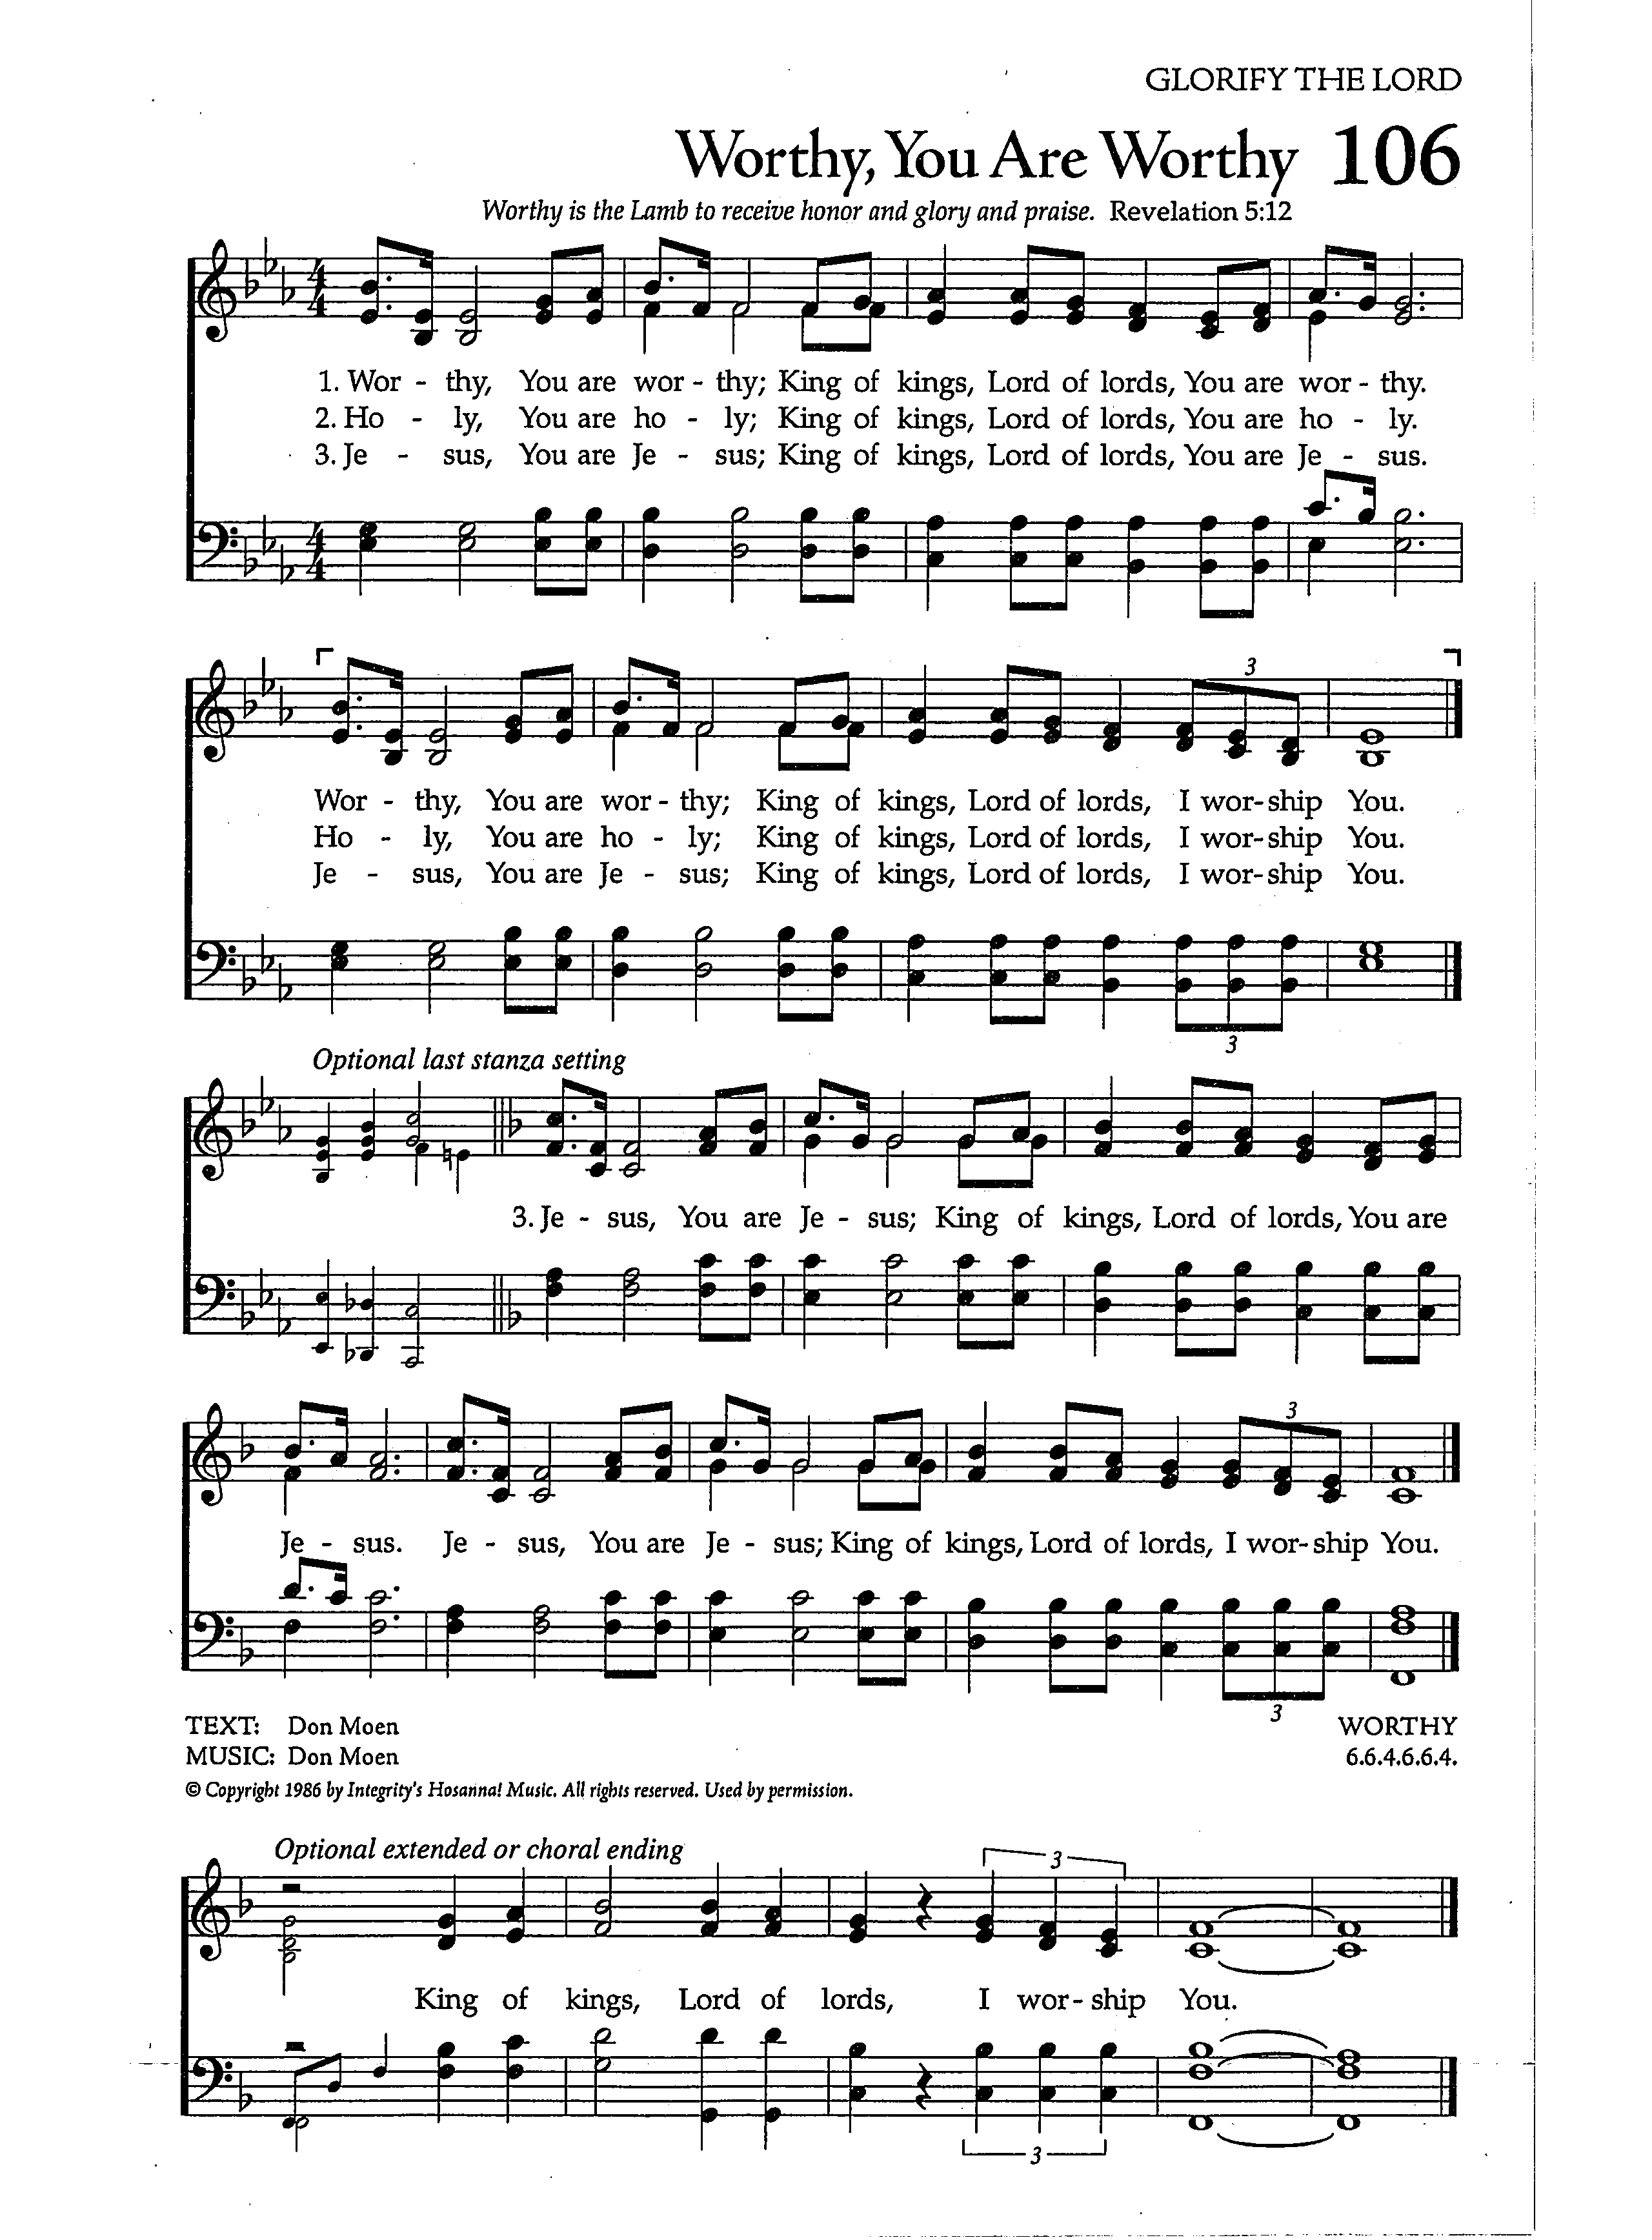 GLORIFY THE LORD
Worthy, You Are Worthy 106
Worthy is the Lamb to receive honor and glory and praise. Revelation 5:12
1. Wor - thy, You are wor - thy; King of kings, Lord of lords, You are wor - thy.
2. Ho - ly, You are ho - ly; King of kings, Lord of lords, You are ho - ly.
3. Je - sus, You are Je - sus; King of kings, Lord of lords, You are Je - sus.
3
Wor - thy, You are wor - thy; King of kings, Lord of lords, I wor-ship You.
Ho - ly, You are ho - ly; King of kings, Lord of lords, I wor-ship You.
Je - sus, You are Je - sus; King of kings, Lord of lords, I wor-ship You.
3
Optional last stanza setting
3. Je - sus, You are Je - sus; King of kings, Lord of lords, You are
3
Je - sus. Je - sus, You are Je - sus; King of kings, Lord of lords, I wor-ship You.
3
TEXT: Don Moen WORTHY
MUSIC: Don Moen 6.6.4.6.6.4.
© Copyright 1986 by Integrity's Hosanna! Music. All rights reserved. Used by permission.
Optional extended or choral ending
3
King of kings, Lord of lords, I wor-ship You.
3